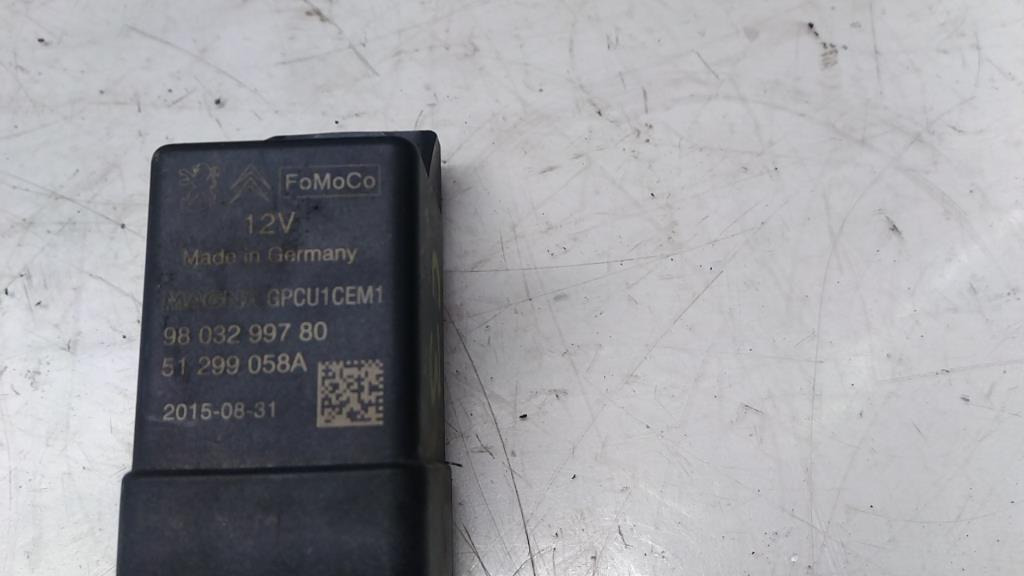 FoMoCo
12V
Made in Germany
GPCU1CEM1
98 032 997 80
51 299 058A
2015-08-31